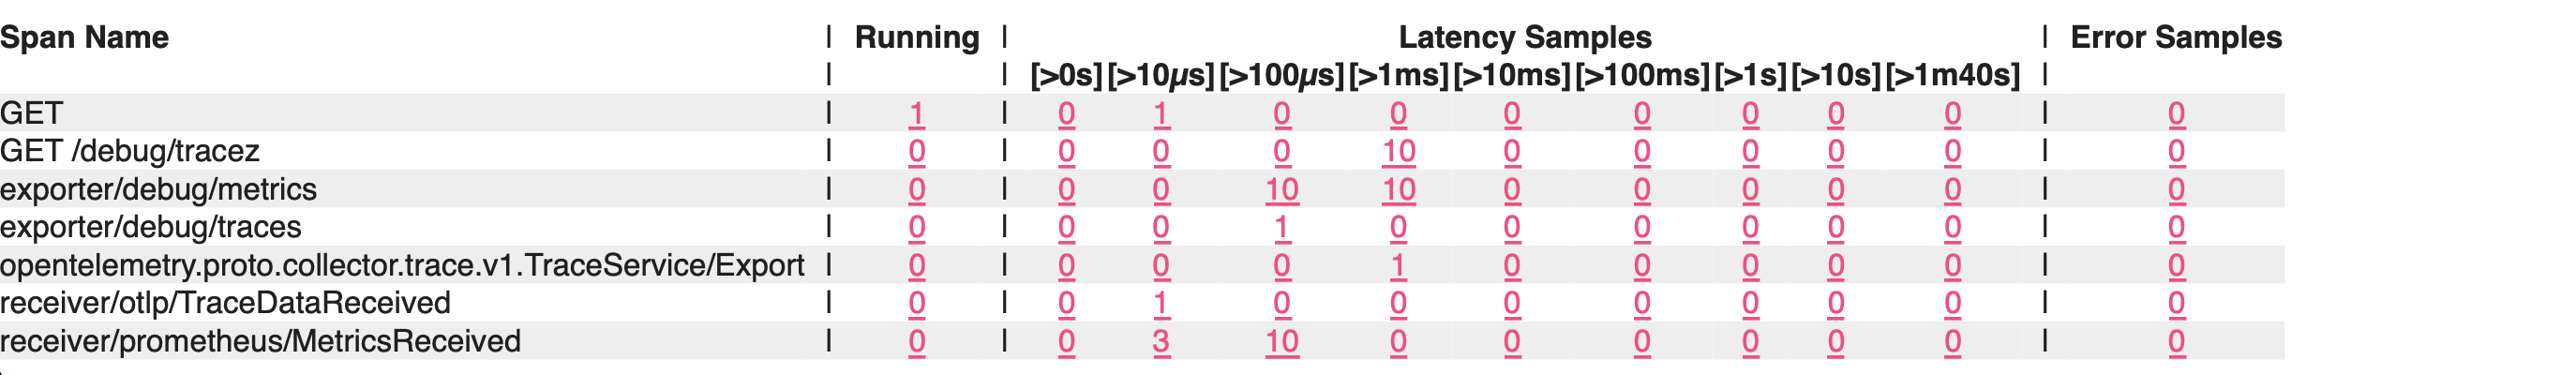 Span Name | Running | Latency Samples | Error Samples
| | [>0s] [>10µs] [>100µs] [>1ms] [>10ms] [>100ms] [>1s] [>10s] [>1m40s] |
GET | 1 | 0 1 0 0 0 0 0 0 0 | 0
GET /debug/tracez | 0 | 0 0 0 10 0 0 0 0 0 | 0
exporter/debug/metrics | 0 | 0 0 10 10 0 0 0 0 0 | 0
exporter/debug/traces | 0 | 0 0 1 0 0 0 0 0 0 | 0
opentelemetry.proto.collector.trace.v1.TraceService/Export | 0 | 0 0 0 1 0 0 0 0 0 | 0
receiver/otlp/TraceDataReceived | 0 | 0 1 0 0 0 0 0 0 0 | 0
receiver/prometheus/MetricsReceived | 0 | 0 3 10 0 0 0 0 0 0 | 0